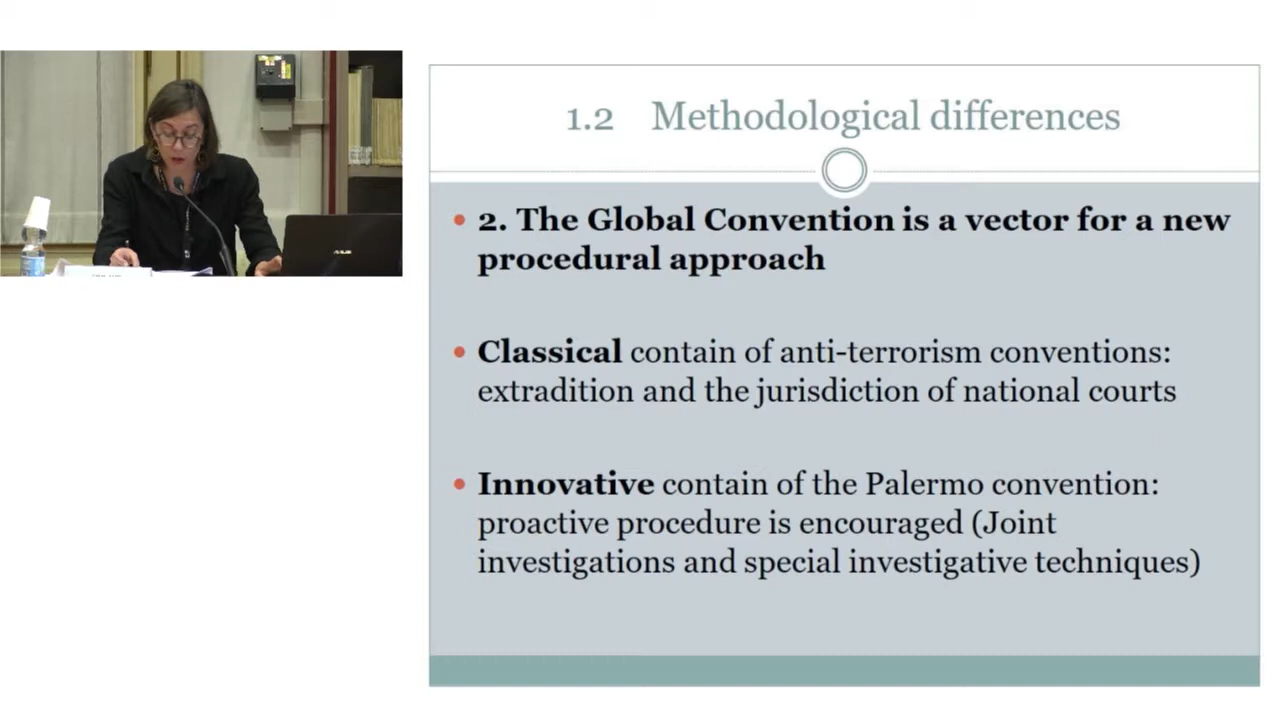 1.2 Methodological differences
• 2. The Global Convention is a vector for a new
procedural approach
• Classical contain of anti-terrorism conventions:
extradition and the jurisdiction of national courts
• Innovative contain of the Palermo convention:
proactive procedure is encouraged (Joint
investigations and special investigative techniques)